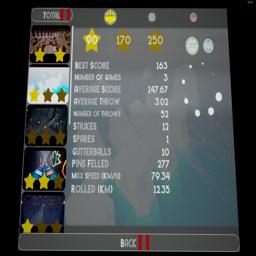 TOTAL
90 170 250
BEST SCORE 163
NUMBER OF GAMES 3
AVERAGE SCORE 147.67
AVERAGE THROW 3.02
NUMBER OF THROWS 52
STRIKES 12
SPARES 1
GUTTERBALLS 10
PINS FELLED 277
MAX SPEED (KM/H) 79.34
ROLLED (KM) 12.35
BACK